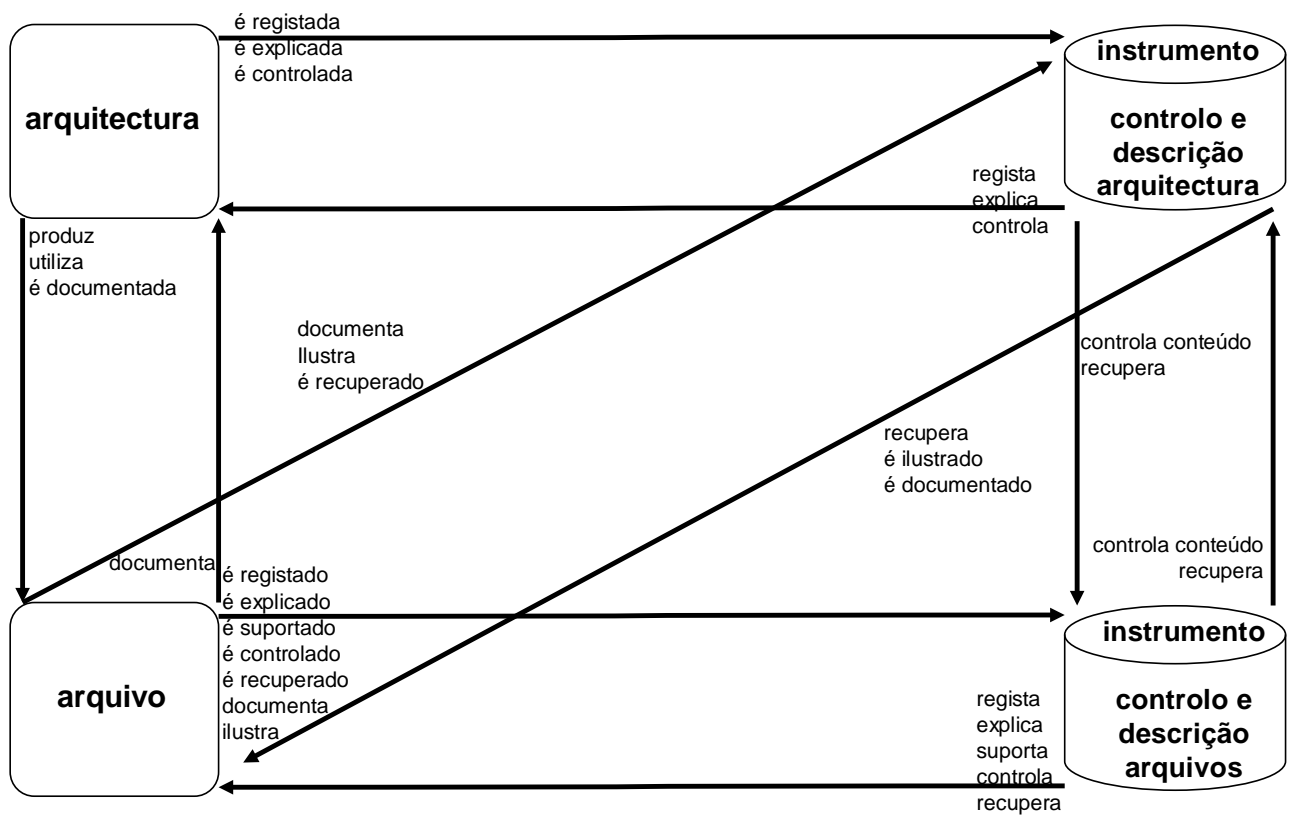 é registada
é explicada
é controlada
instrumento
arquitectura
controlo e
descrição
arquitectura
regista
explica
controla
produz
utiliza
é documentada
documenta
Ilustra
é recuperado
controla conteúdo
recupera
recupera
é ilustrado
é documentado
controla conteúdo
recupera
documenta
é registado
é explicado
é suportado
é controlado
é recuperado
documenta
ilustra
arquivo
instrumento
controlo e
descrição
arquivos
regista
explica
suporta
controla
recupera